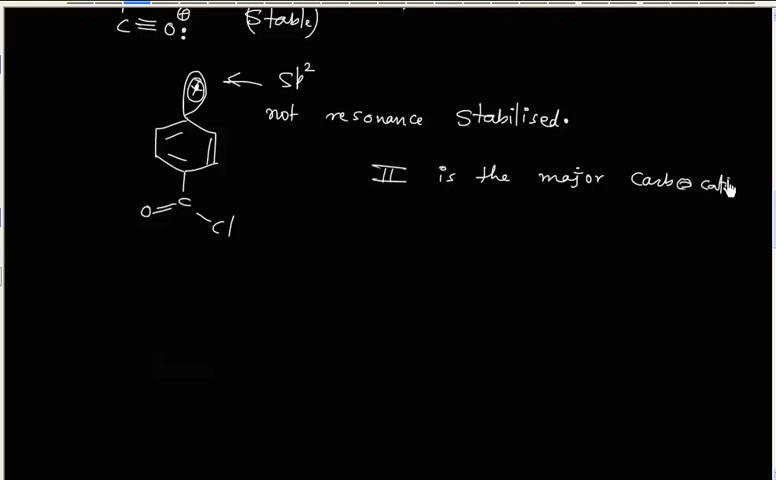 C≡O:⊕ (Stable)
⊕ ← Sp²
not resonance Stabilised.
II is the major Carbocati
O=C
Cl